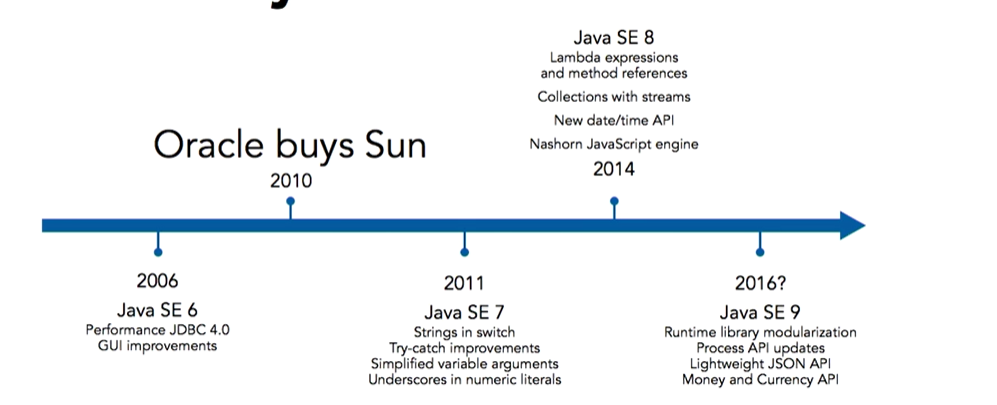 Java SE 8
Lambda expressions
and method references
Collections with streams
New date/time API
Nashorn JavaScript engine
2014
Oracle buys Sun
2010
2006
Java SE 6
Performance JDBC 4.0
GUI improvements
2011
Java SE 7
Strings in switch
Try-catch improvements
Simplified variable arguments
Underscores in numeric literals
2016?
Java SE 9
Runtime library modularization
Process API updates
Lightweight JSON API
Money and Currency API